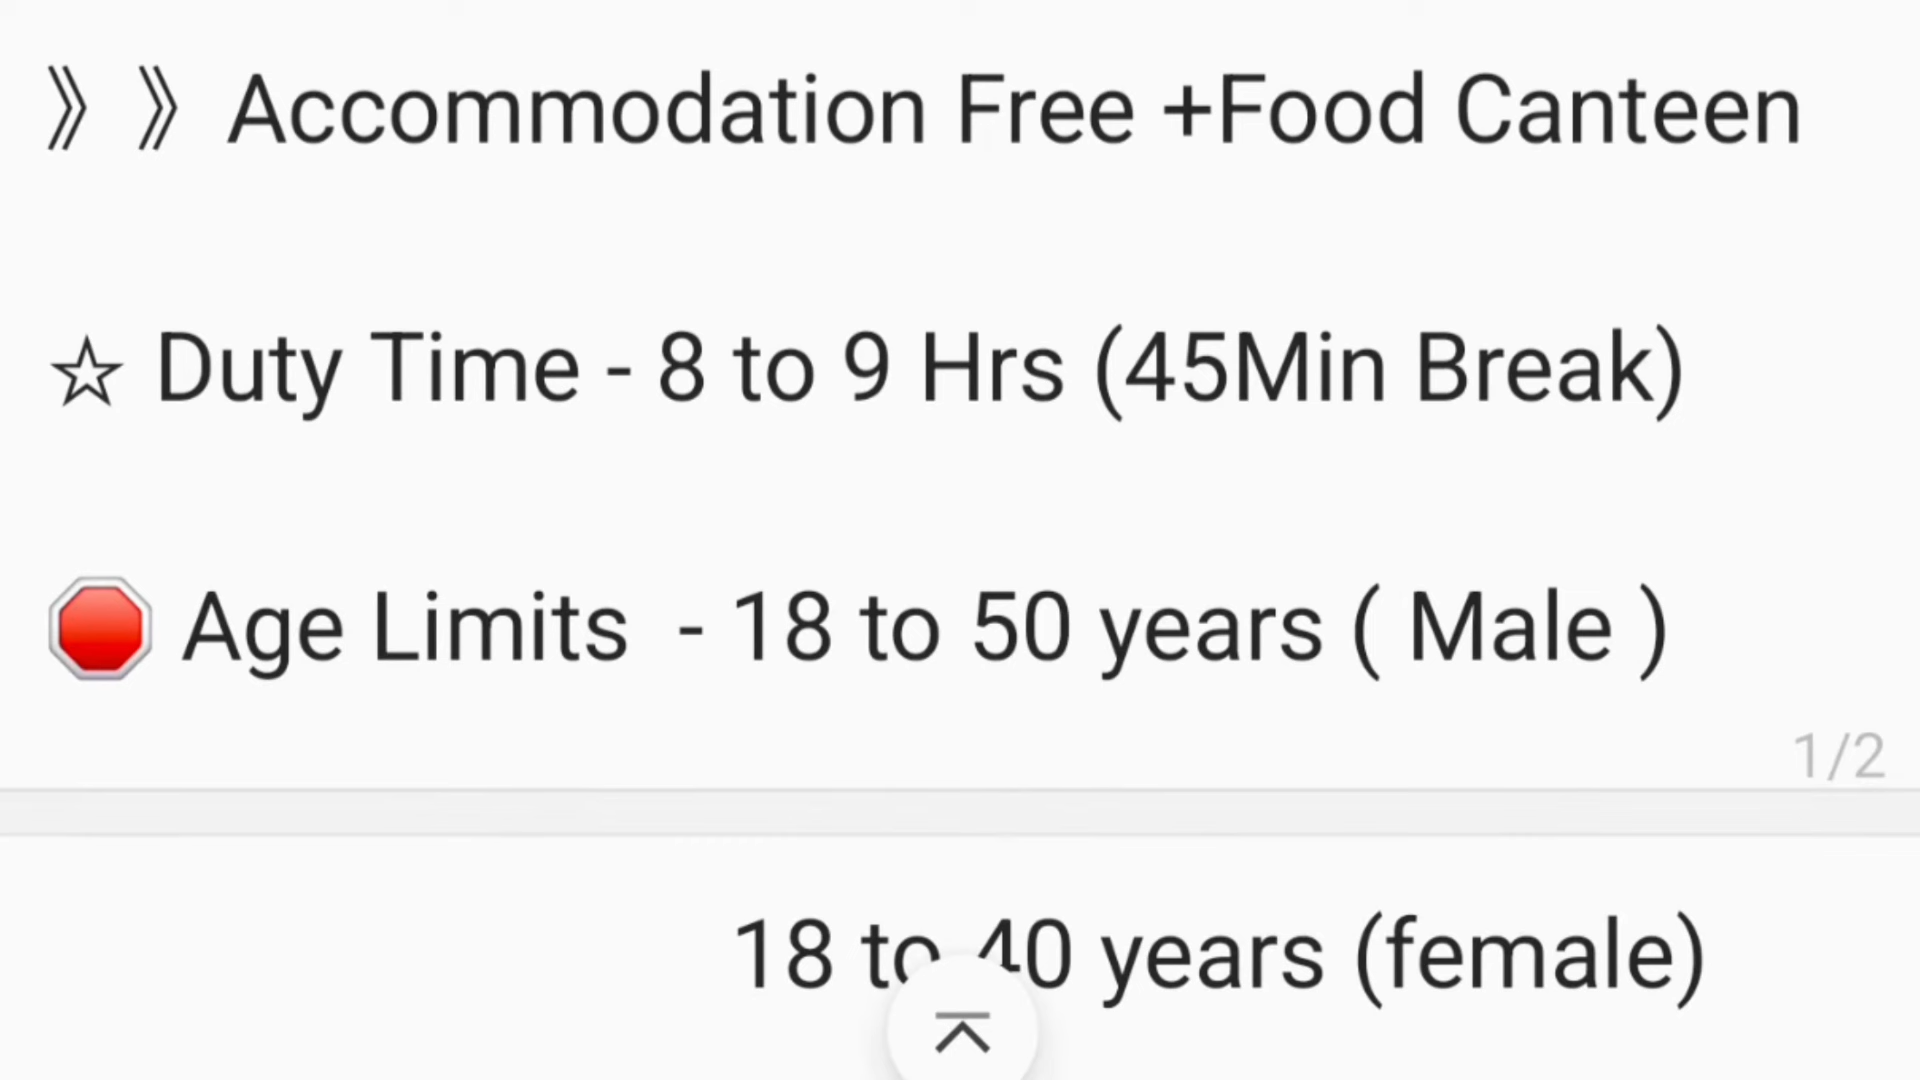 》 》 Accommodation Free +Food Canteen
☆ Duty Time - 8 to 9 Hrs (45Min Break)
🛑 Age Limits  - 18 to 50 years ( Male )
1/2
18 to 40 years (female)